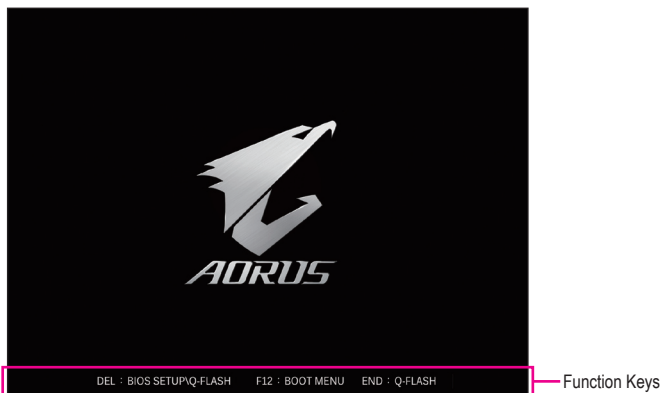 AORUS
DEL : BIOS SETUP\Q-FLASH F12 : BOOT MENU END : Q-FLASH
Function Keys